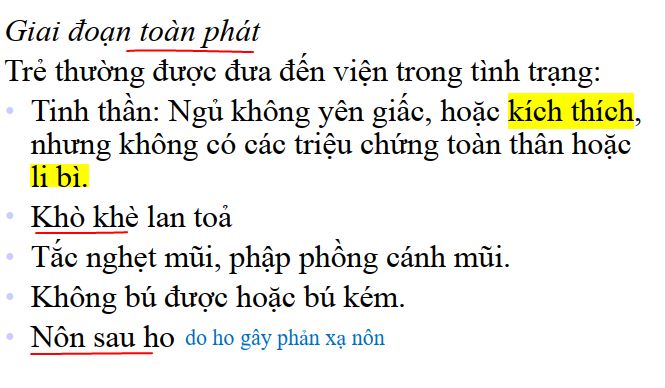 Giai đoạn toàn phát
Trẻ thường được đưa đến viện trong tình trạng:
• Tinh thần: Ngủ không yên giấc, hoặc kích thích,
nhưng không có các triệu chứng toàn thân hoặc
li bì.
• Khò khè lan toả
• Tắc nghẹt mũi, phập phồng cánh mũi.
• Không bú được hoặc bú kém.
• Nôn sau ho do ho gây phản xạ nôn